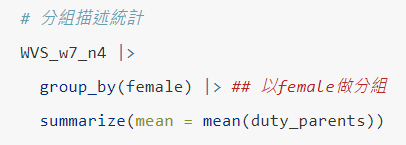 # 分組描述統計
WVS_w7_n4 |>
  group_by(female) |> ## 以female做分組
  summarize(mean = mean(duty_parents))